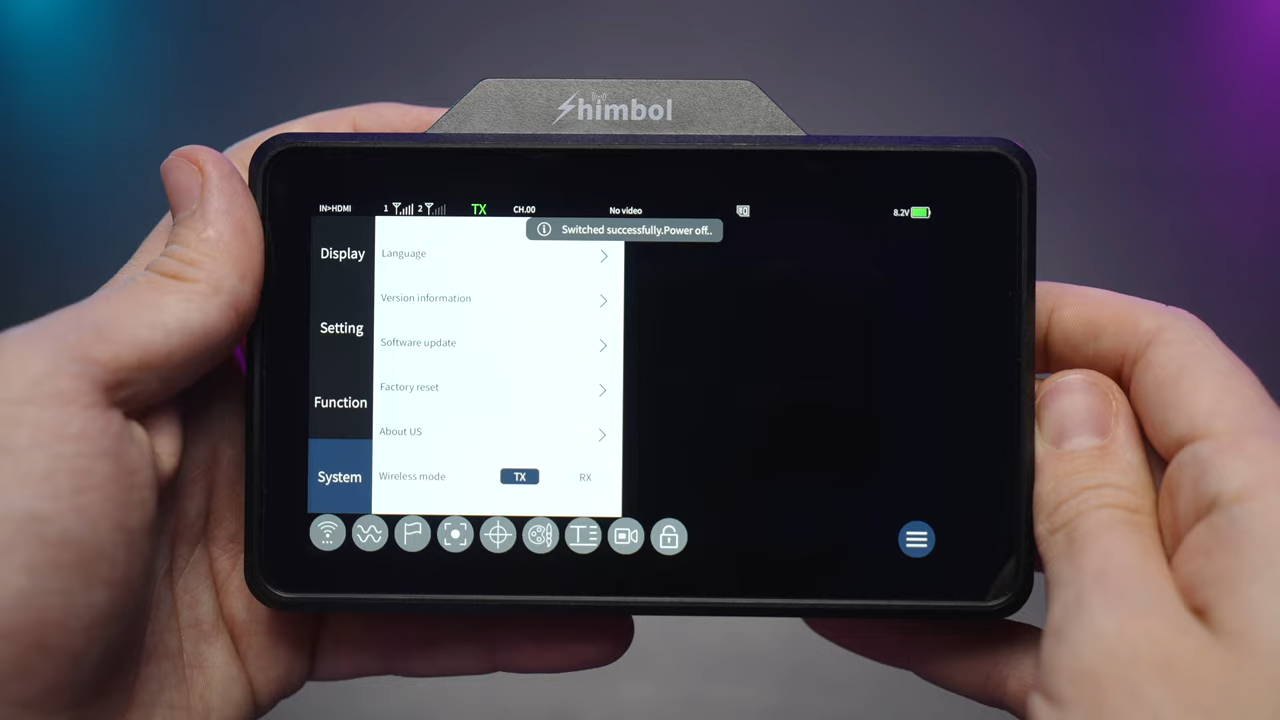 Shimbol
IN>HDMI 1 2 TX CH.00 No video 8.2V
Switched successfully.Power off..
Display
Setting
Function
System
Language
Version information
Software update
Factory reset
About US
Wireless mode TX RX